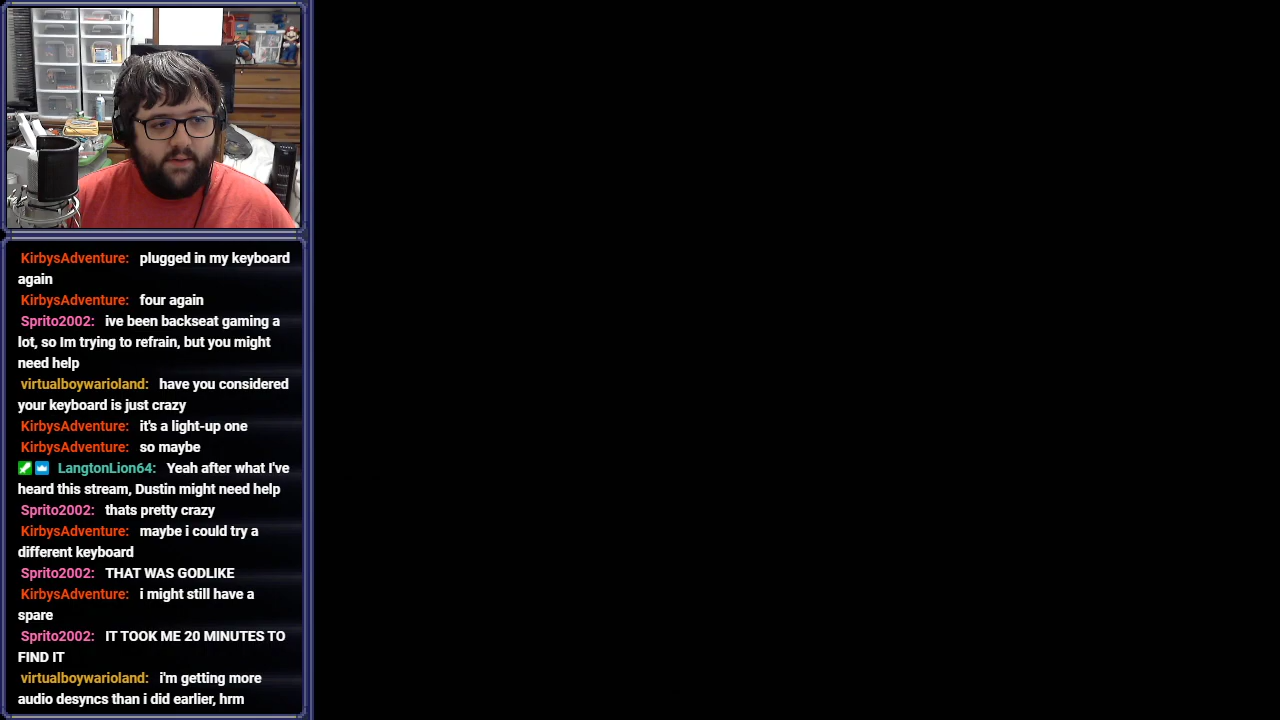 KirbysAdventure: plugged in my keyboard
again
KirbysAdventure: four again
Sprito2002: ive been backseat gaming a
lot, so Im trying to refrain, but you might
need help
virtualboywarioland: have you considered
your keyboard is just crazy
KirbysAdventure: it's a light-up one
KirbysAdventure: so maybe
LangtonLion64: Yeah after what I've
heard this stream, Dustin might need help
Sprito2002: thats pretty crazy
KirbysAdventure: maybe i could try a
different keyboard
Sprito2002: THAT WAS GODLIKE
KirbysAdventure: i might still have a
spare
Sprito2002: IT TOOK ME 20 MINUTES TO
FIND IT
virtualboywarioland: i'm getting more
audio desyncs than i did earlier, hrm